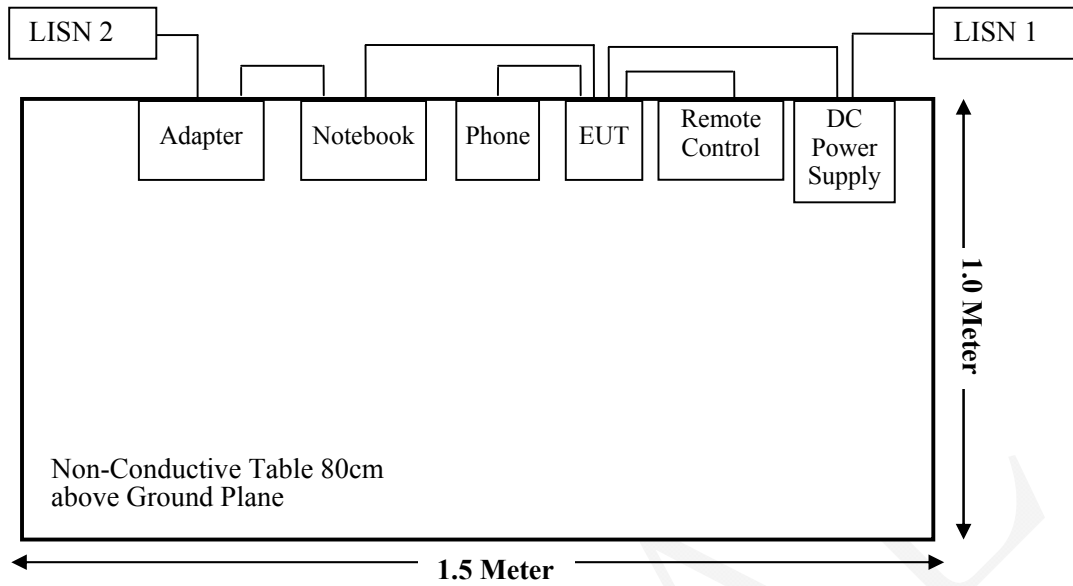 LISN 2
LISN 1
Adapter
Notebook
Phone
EUT
Remote
Control
DC
Power
Supply
1.0 Meter
Non-Conductive Table 80cm
above Ground Plane
1.5 Meter